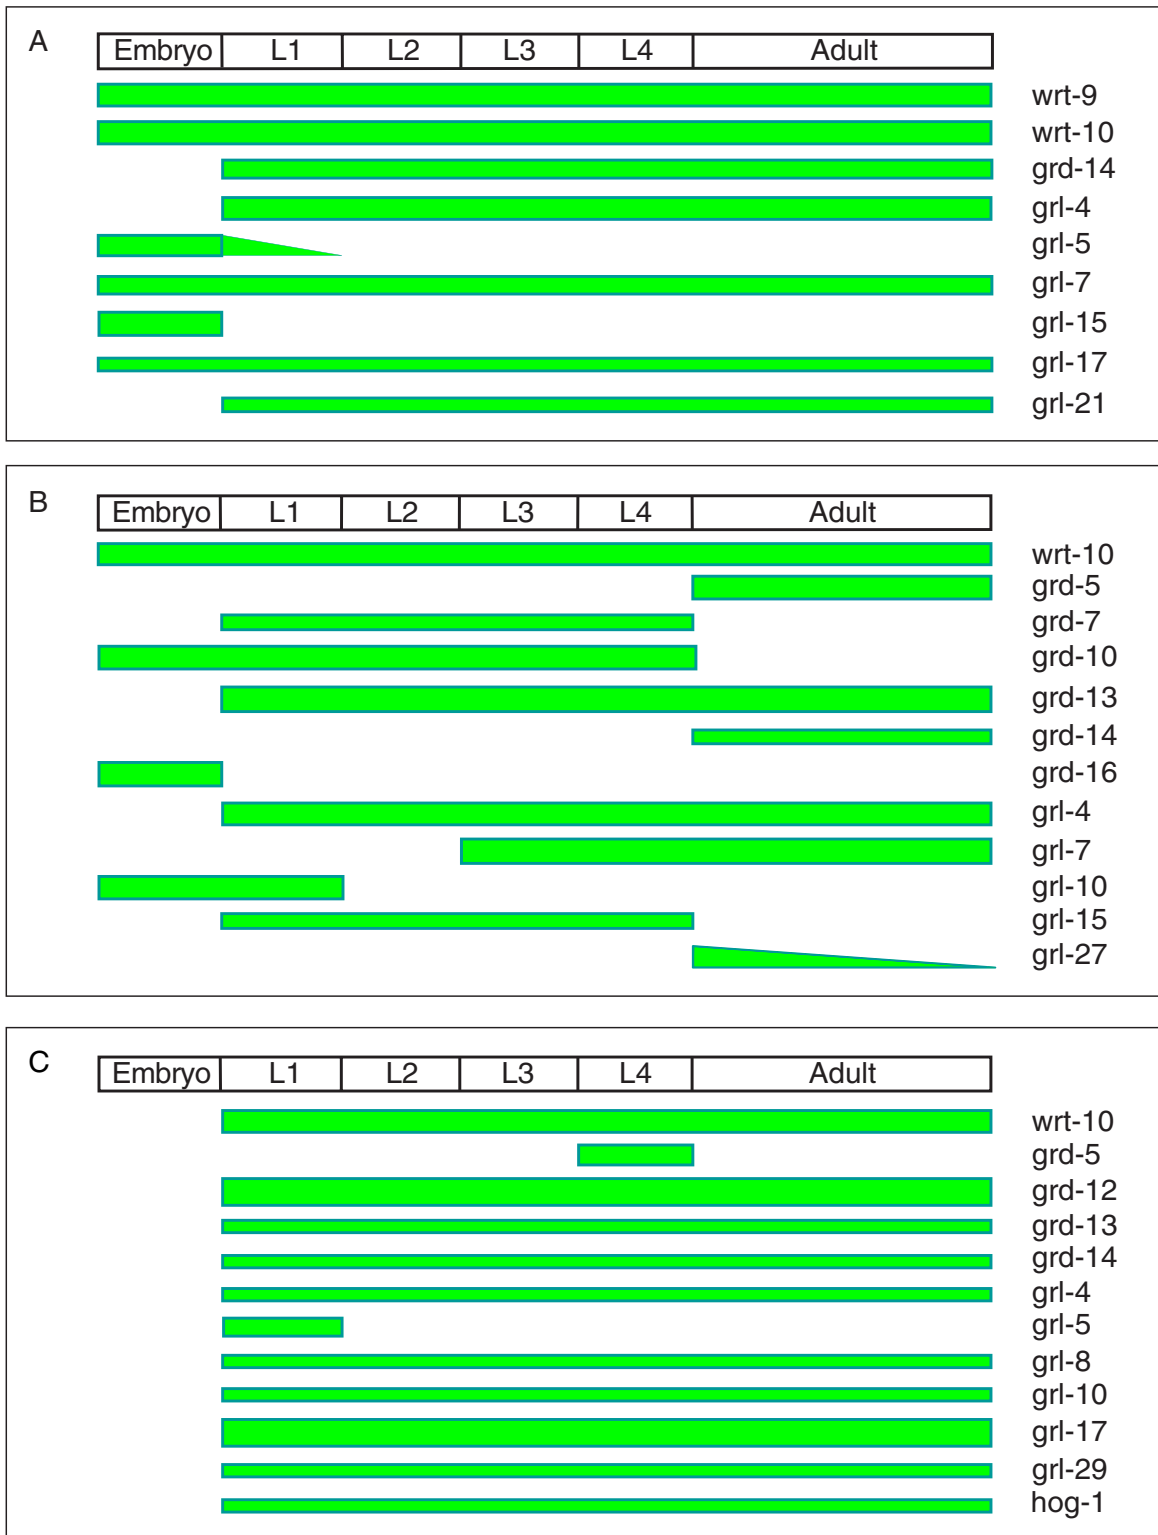 A
Embryo L1 L2 L3 L4 Adult
wrt-9
wrt-10
grd-14
grl-4
grl-5
grl-7
grl-15
grl-17
grl-21
B
Embryo L1 L2 L3 L4 Adult
wrt-10
grd-5
grd-7
grd-10
grd-13
grd-14
grd-16
grl-4
grl-7
grl-10
grl-15
grl-27
C
Embryo L1 L2 L3 L4 Adult
wrt-10
grd-5
grd-12
grd-13
grd-14
grl-4
grl-5
grl-8
grl-10
grl-17
grl-29
hog-1